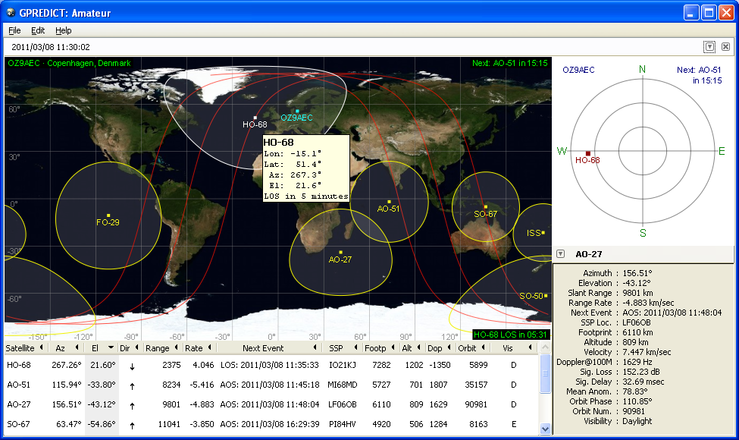 GPREDICT: Amateur
File Edit Help
2011/03/08 11:30:02
OZ9AEC - Copenhagen, Denmark Next: AO-51 in 15:15
60°
30°
-30°
-60°
-150° -120° -90° -60° -30° 0° 30° 60° 90° 120° 150°
HO-68
OZ9AEC
HO-68
Lon: -15.1°
Lat: 51.4°
Az: 267.3°
El: 21.6°
LOS in 5 minutes
FO-29
AO-51
SO-67
ISS
AO-27
SO-50
HO-68 LOS in 05:31
Satellite Az El Dir Range Rate Next Event SSP Footp Alt Dop Orbit Vis
HO-68 267.26° 21.60° ↓ 2375 4.046 LOS: 2011/03/08 11:35:33 IO21KJ 7282 1202 -1350 5899 D
AO-51 115.94° -33.80° ↑ 8234 -5.416 AOS: 2011/03/08 11:45:18 MI68MD 5727 701 1807 35157 D
AO-27 156.51° -43.12° ↑ 9801 -4.883 AOS: 2011/03/08 11:48:04 LF06OB 6110 809 1629 90981 D
SO-67 63.47° -54.86° ↑ 11041 -3.850 AOS: 2011/03/08 16:29:39 PI84HV 4920 506 1284 8163 E
OZ9AEC Next: AO-51
in 15:15
N
W E
S
HO-68
AO-27
Azimuth : 156.51°
Elevation : -43.12°
Slant Range : 9801 km
Range Rate : -4.883 km/sec
Next Event : AOS: 2011/03/08 11:48:04
SSP Loc. : LF06OB
Footprint : 6110 km
Altitude : 809 km
Velocity : 7.447 km/sec
Doppler@100M : 1629 Hz
Sig. Loss : 152.23 dB
Sig. Delay : 32.69 msec
Mean Anom. : 78.83°
Orbit Phase : 110.85°
Orbit Num. : 90981
Visibility : Daylight